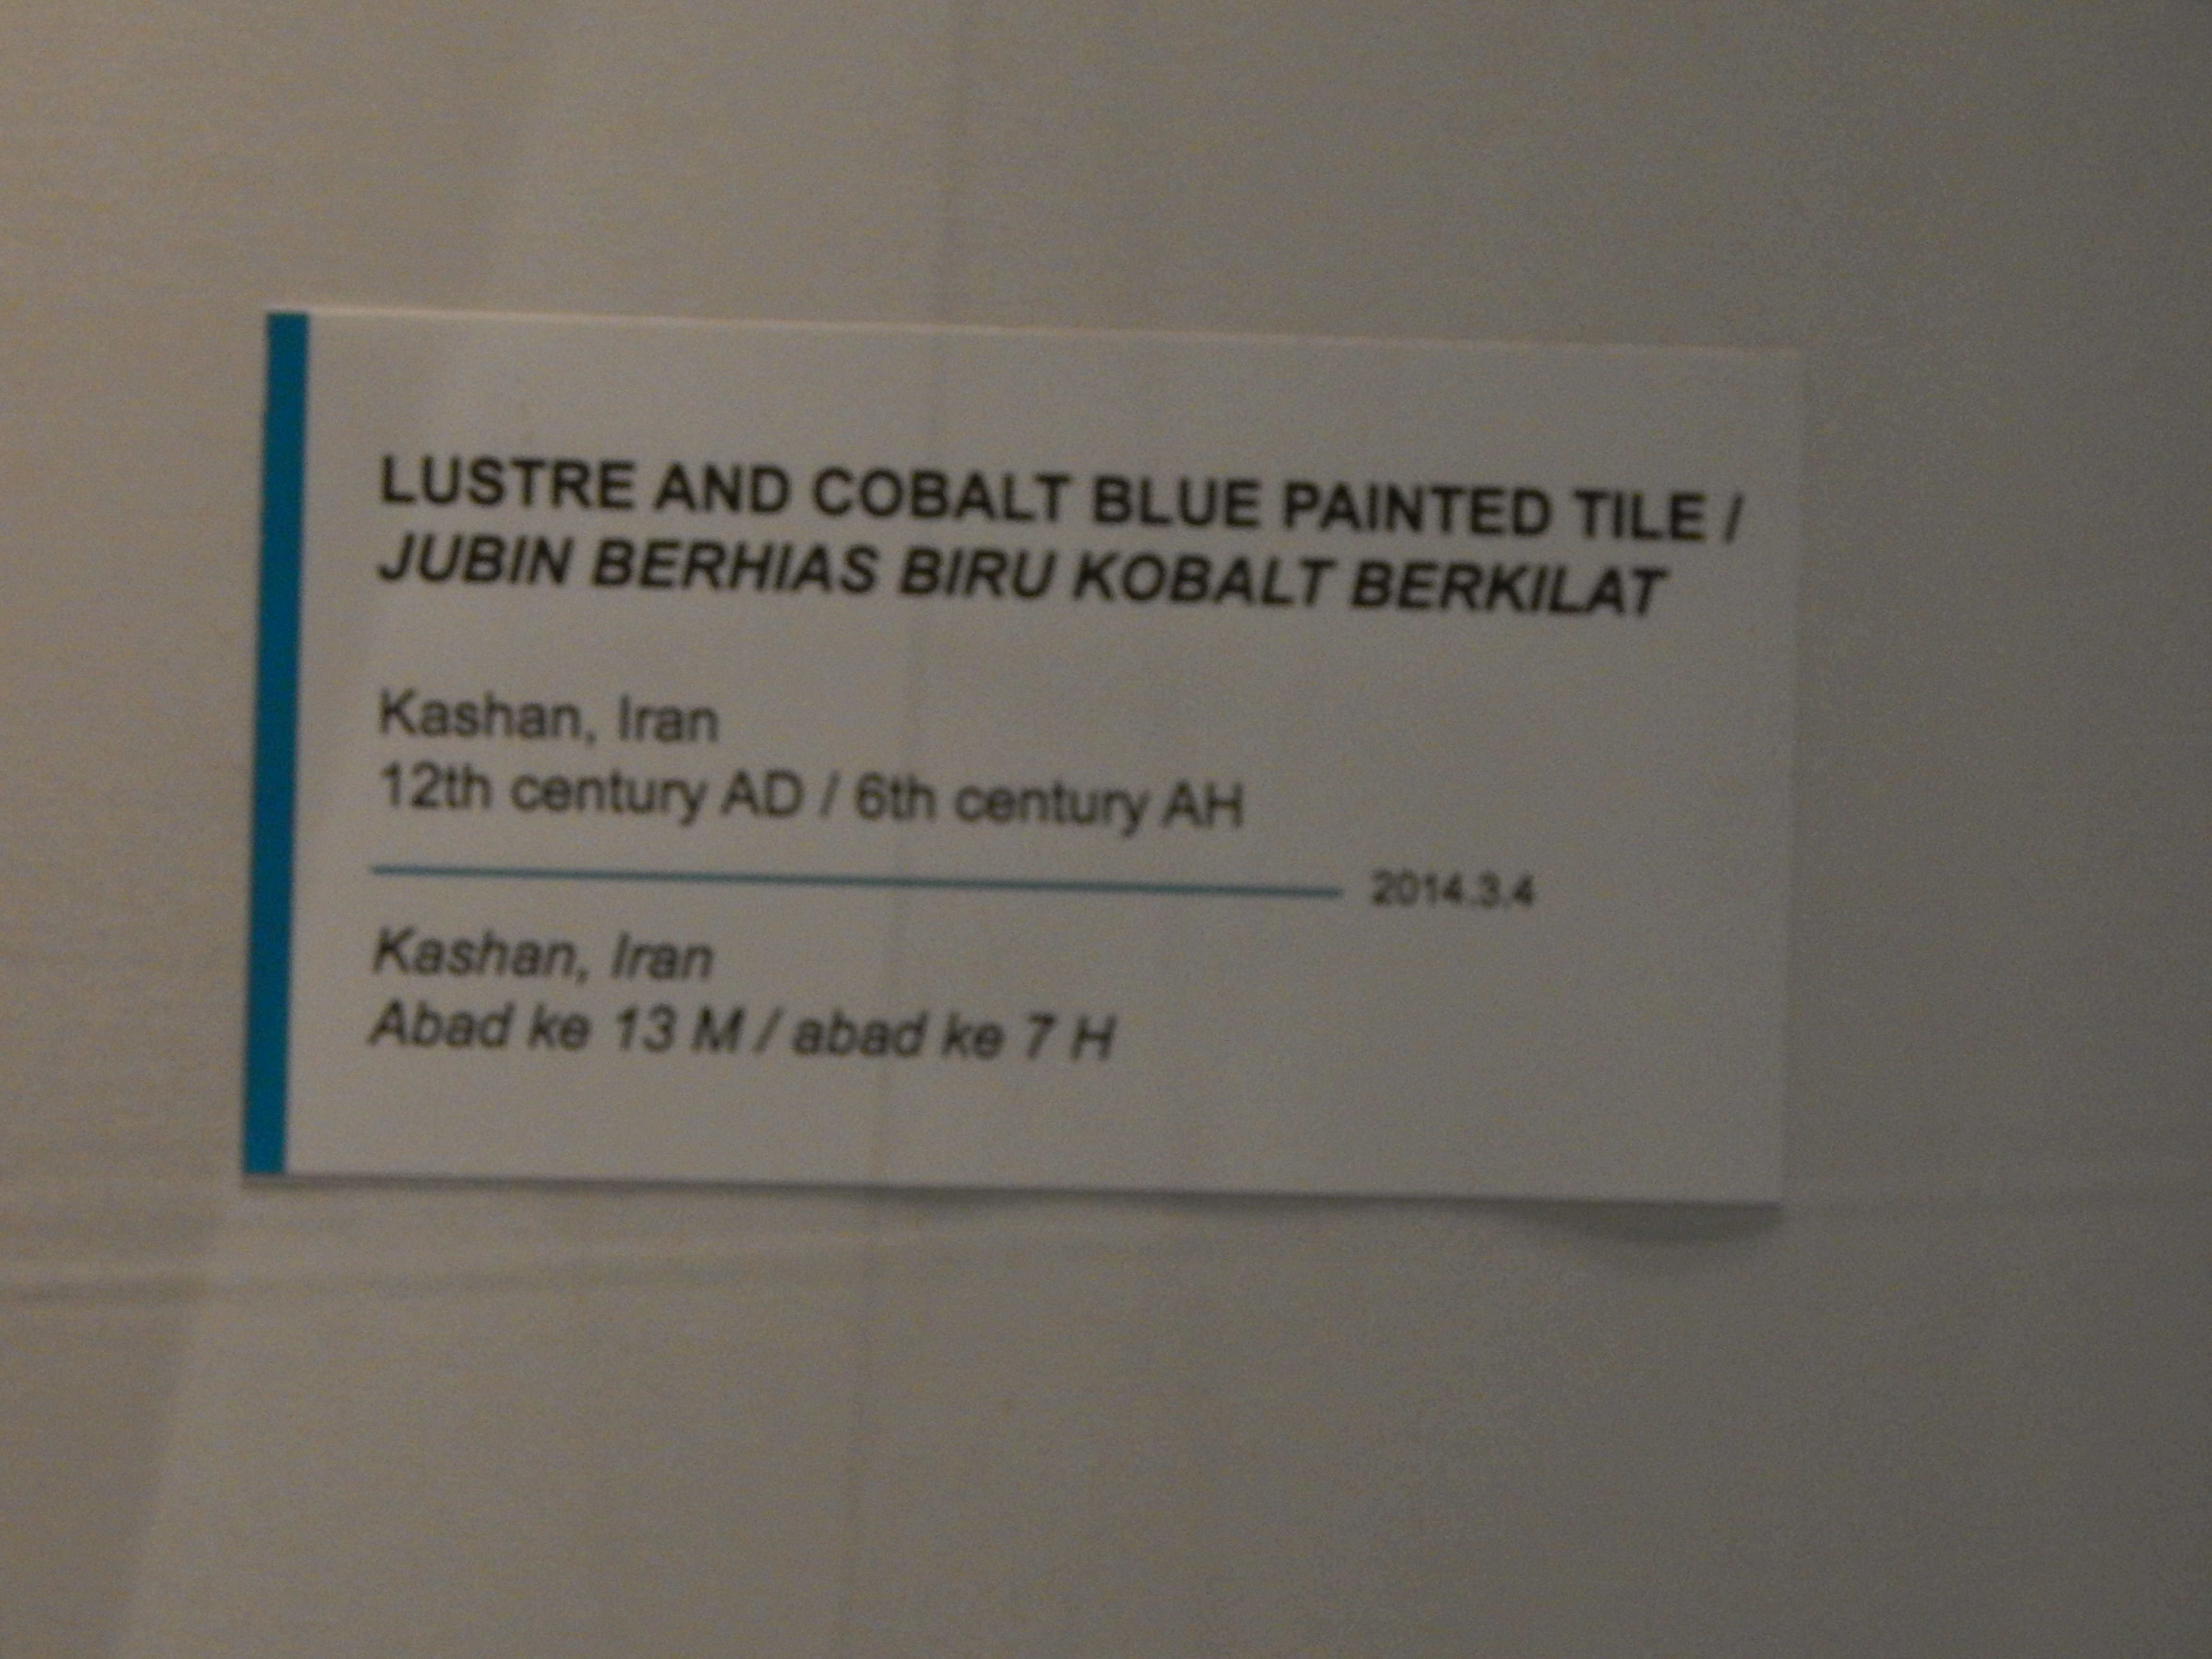 LUSTRE AND COBALT BLUE PAINTED TILE /
JUBIN BERHIAS BIRU KOBALT BERKILAT
Kashan, Iran
12th century AD / 6th century AH
2014.3.4
Kashan, Iran
Abad ke 13 M / abad ke 7 H